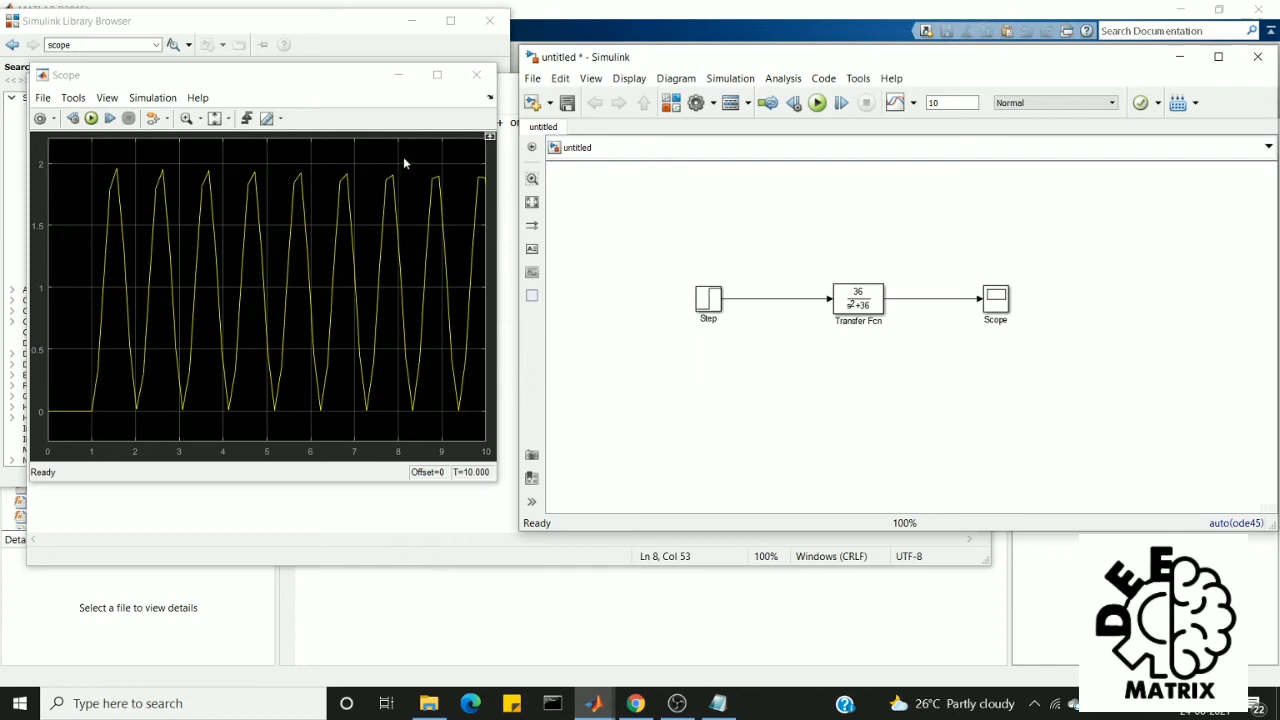 Simulink Library Browser
scope
Search Documentation
Scope
File Tools View Simulation Help
2
1.5
1
0.5
0
0 1 2 3 4 5 6 7 8 9 10
Ready
Offset=0 T=10.000
untitled * - Simulink
File Edit View Display Diagram Simulation Analysis Code Tools Help
10
Normal
untitled
untitled
36
s²+36
Step
Transfer Fcn
Scope
Ready
100%
auto(ode45)
Ln 8, Col 53
100%
Windows (CRLF)
UTF-8
Select a file to view details
DEE
MATRIX
Type here to search
26°C Partly cloudy
22